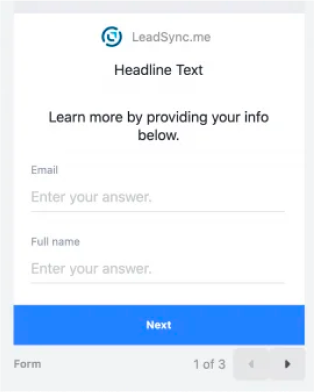 LeadSync.me
Headline Text
Learn more by providing your info
below.
Email
Enter your answer.
Full name
Enter your answer.
Next
Form
1 of 3